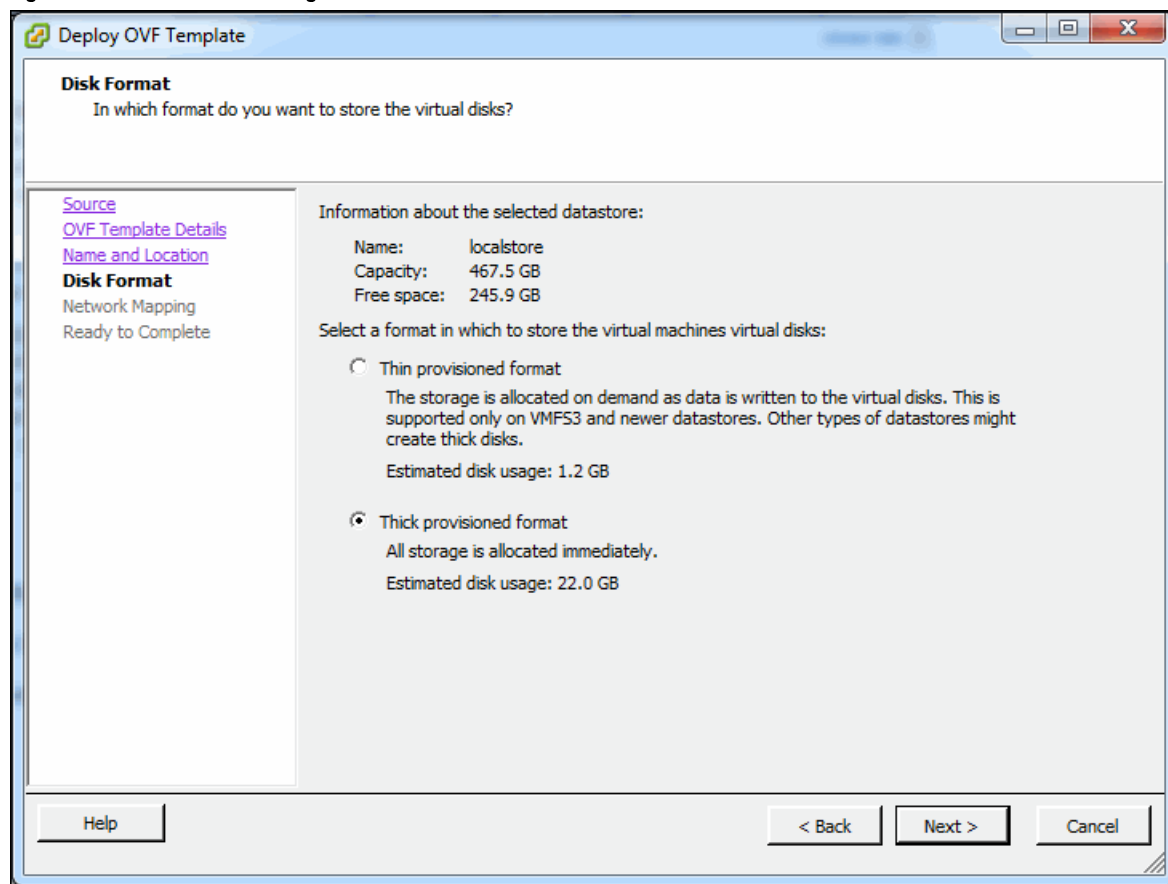 Deploy OVF Template
Disk Format
In which format do you want to store the virtual disks?
Source
OVF Template Details
Name and Location
Disk Format
Network Mapping
Ready to Complete
Information about the selected datastore:
Name: localstore
Capacity: 467.5 GB
Free space: 245.9 GB
Select a format in which to store the virtual machines virtual disks:
Thin provisioned format
The storage is allocated on demand as data is written to the virtual disks. This is
supported only on VMFS3 and newer datastores. Other types of datastores might
create thick disks.
Estimated disk usage: 1.2 GB
Thick provisioned format
All storage is allocated immediately.
Estimated disk usage: 22.0 GB
Help
< Back
Next >
Cancel